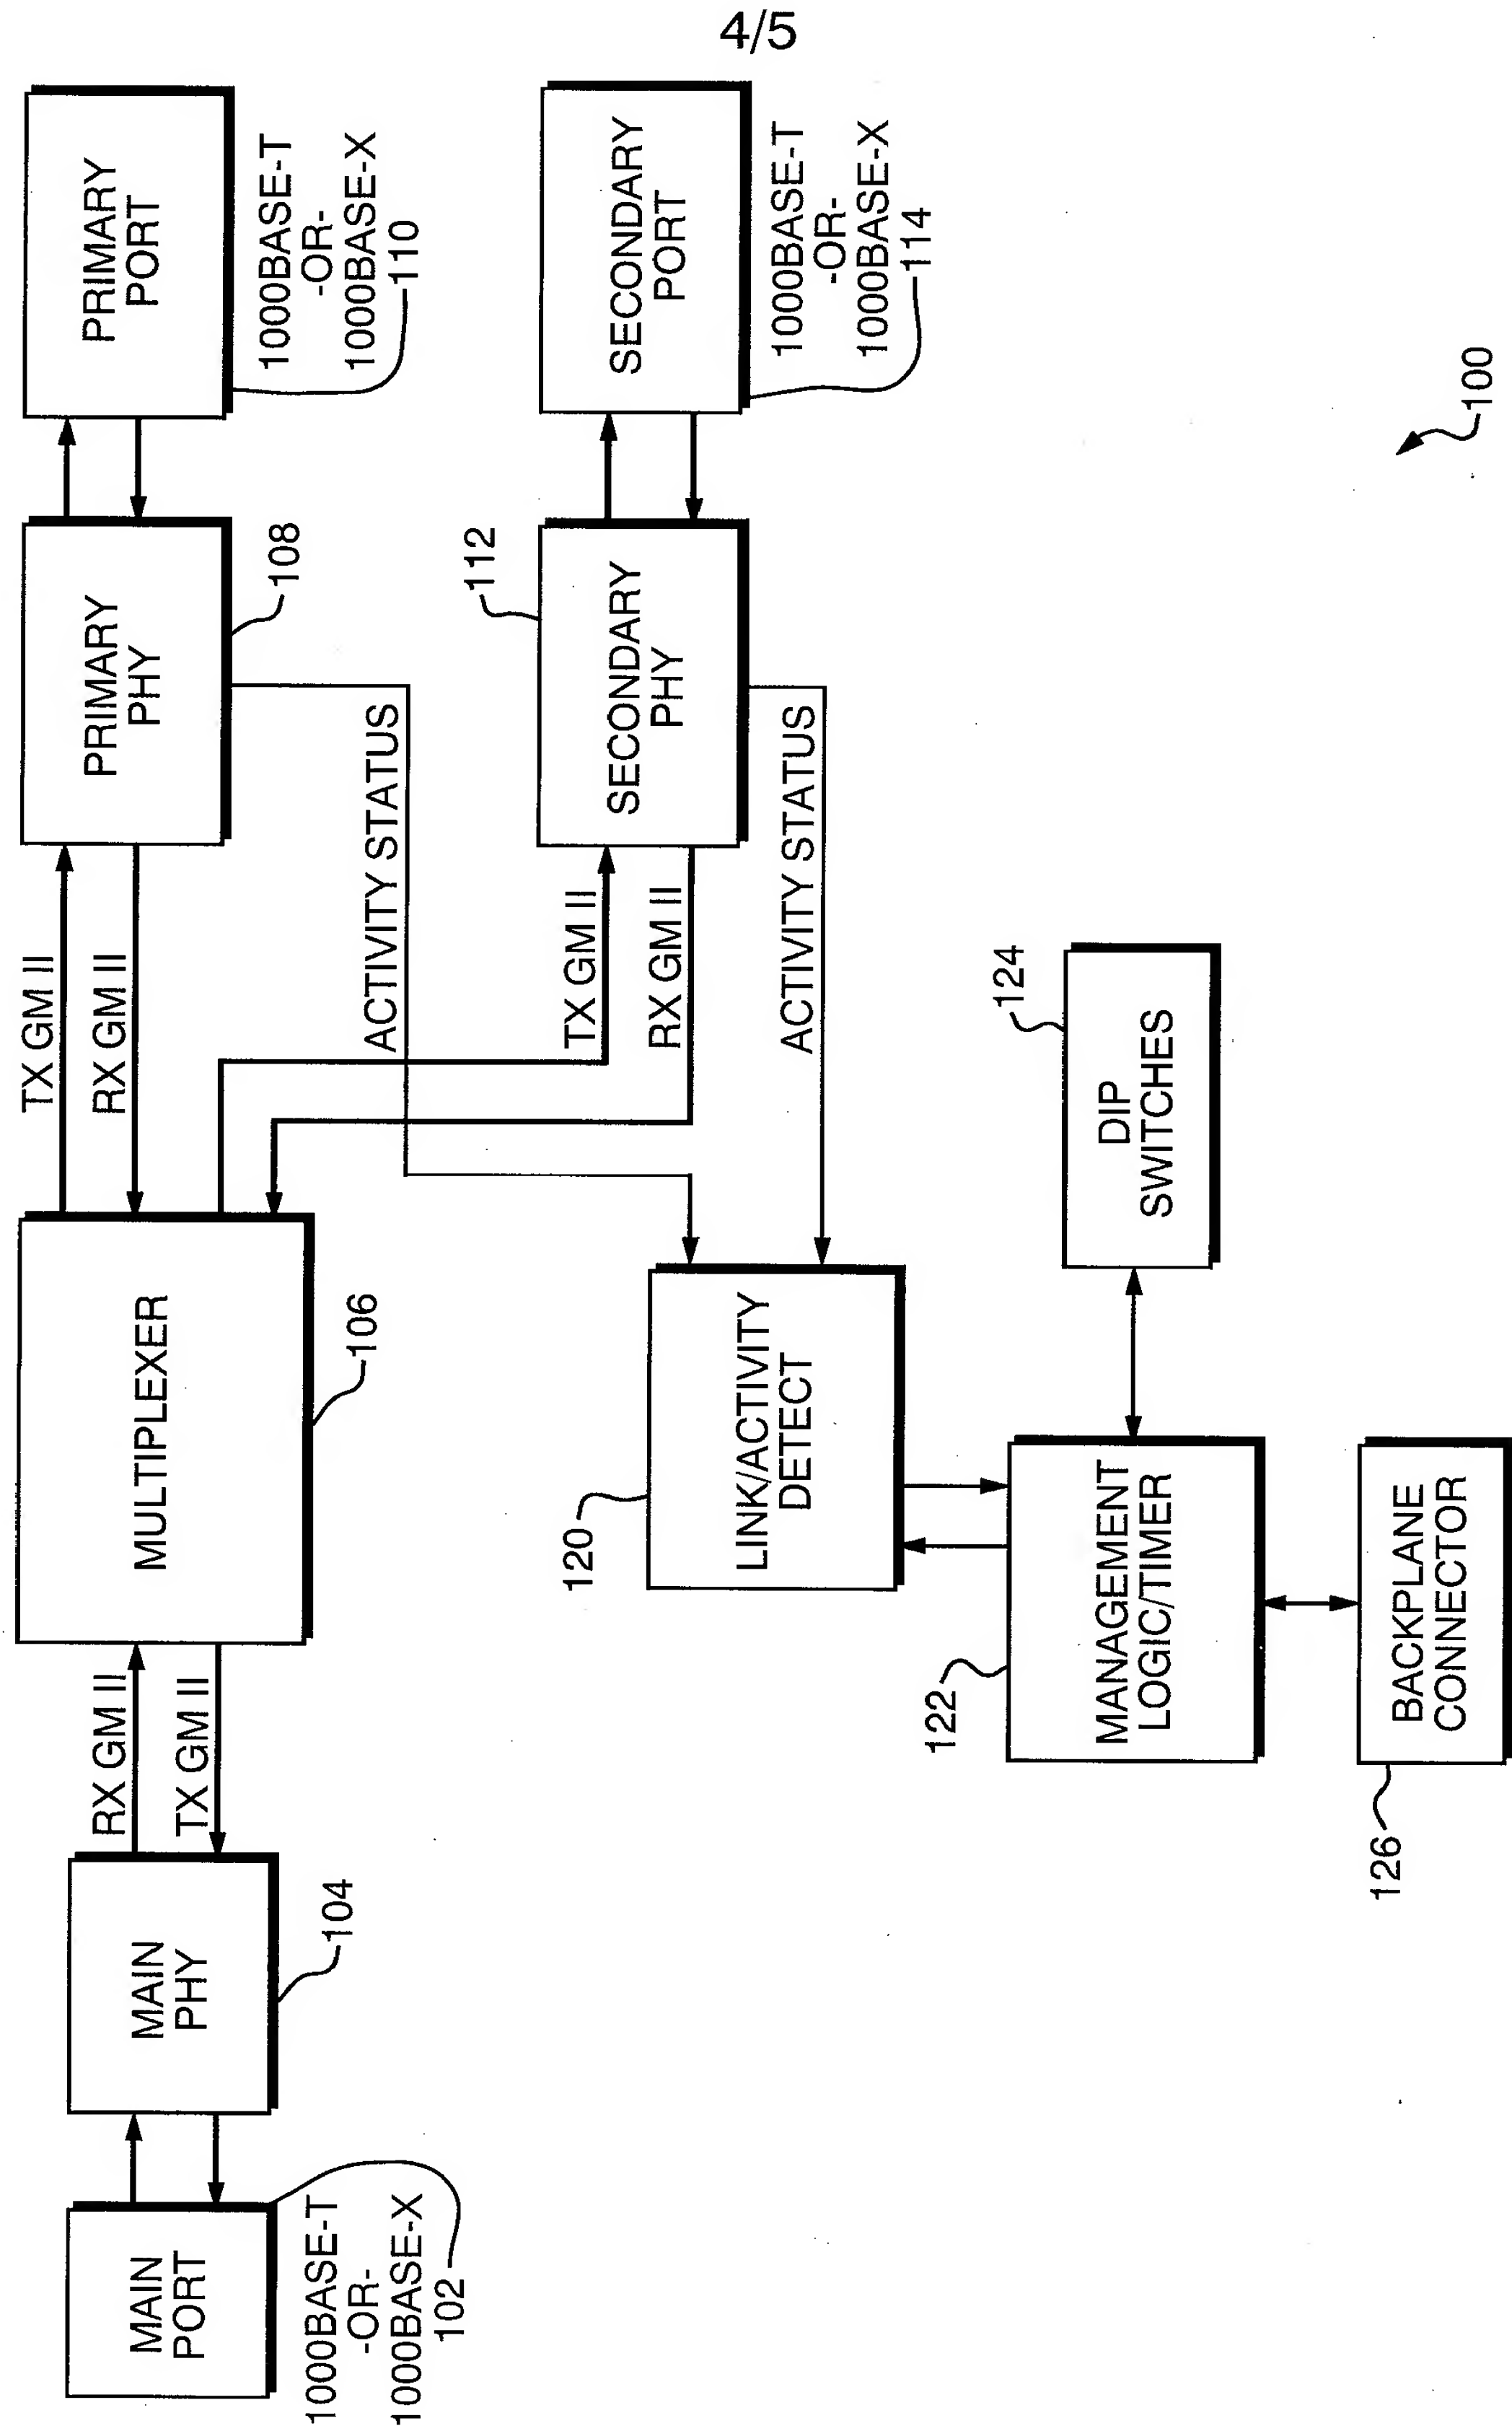 4/5
MAIN
PORT
1000BASE-T
-OR-
1000BASE-X
102
MAIN
PHY
104
RX GM II
TX GM II
MULTIPLEXER
106
TX GM II
RX GM II
PRIMARY
PHY
108
PRIMARY
PORT
1000BASE-T
-OR-
1000BASE-X
110
ACTIVITY STATUS
TX GM II
RX GM II
SECONDARY
PHY
112
SECONDARY
PORT
1000BASE-T
-OR-
1000BASE-X
114
ACTIVITY STATUS
LINK/ACTIVITY
DETECT
120
MANAGEMENT
LOGIC/TIMER
122
DIP
SWITCHES
124
BACKPLANE
CONNECTOR
126
100